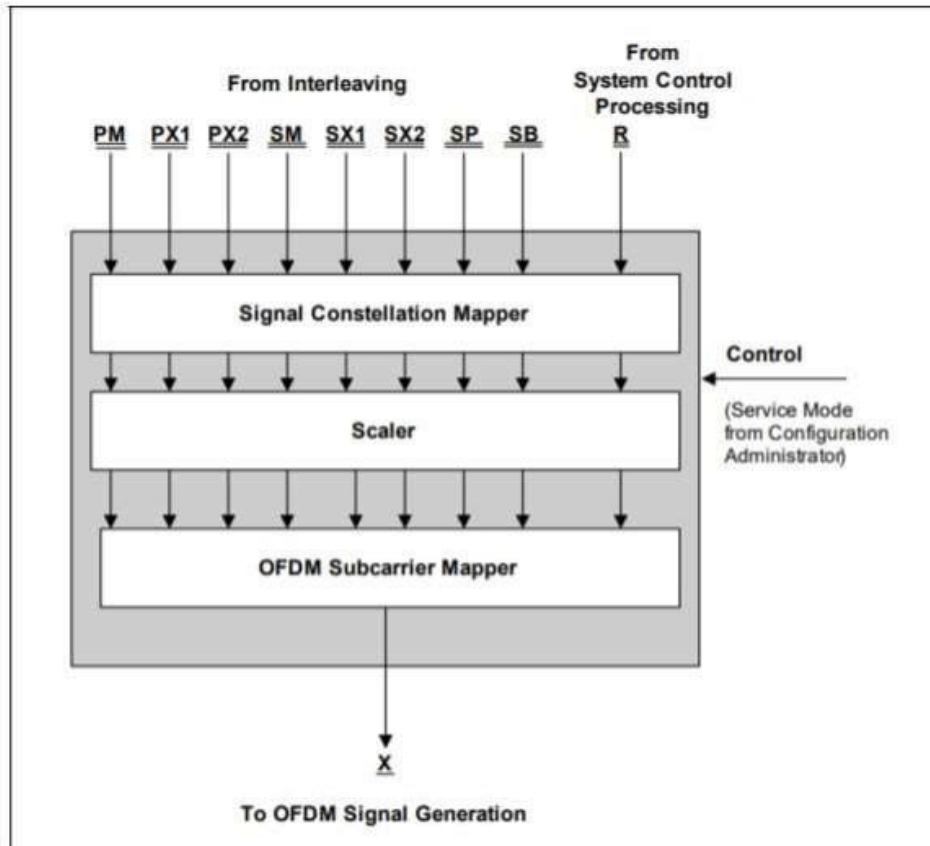 From
System Control
Processing
From Interleaving
PM PX1 PX2 SM SX1 SX2 SP SB R
Signal Constellation Mapper
Control
(Service Mode
from Configuration
Administrator)
Scaler
OFDM Subcarrier Mapper
X
To OFDM Signal Generation